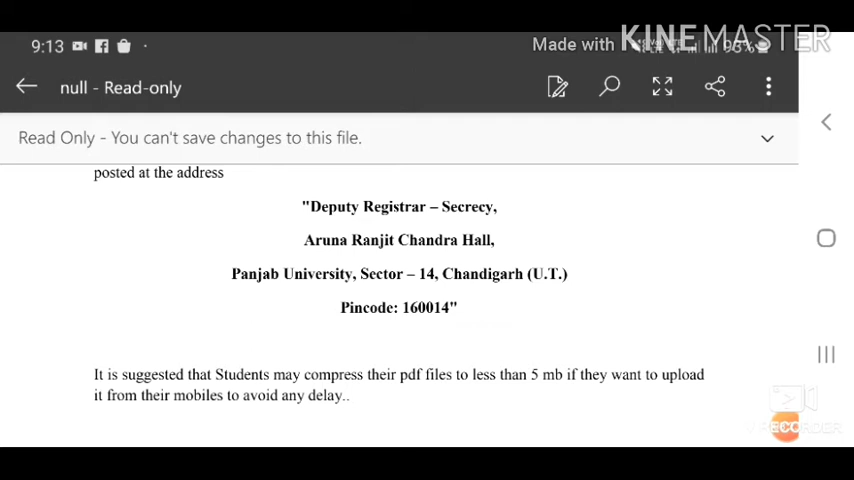 Made with KINEMASTER
9:13
96%
null - Read-only
Read Only - You can't save changes to this file.
posted at the address
"Deputy Registrar – Secrecy,
Aruna Ranjit Chandra Hall,
Panjab University, Sector – 14, Chandigarh (U.T.)
Pincode: 160014"
It is suggested that Students may compress their pdf files to less than 5 mb if they want to upload
it from their mobiles to avoid any delay..
RECORDER